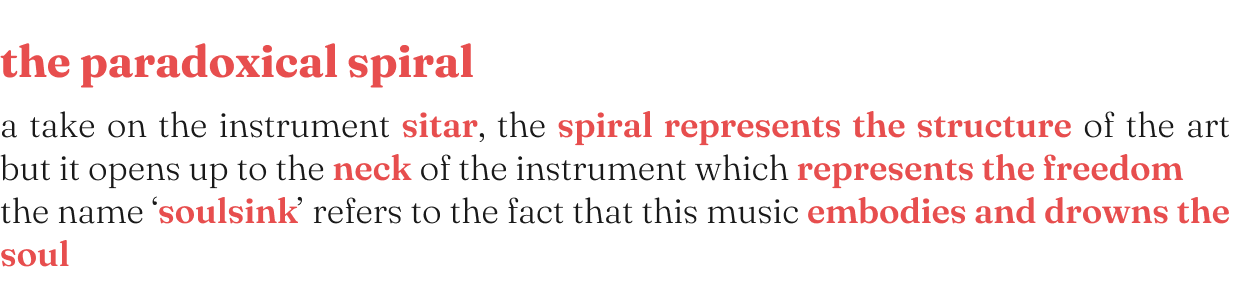 the paradoxical spiral
a take on the instrument sitar, the spiral represents the structure of the art
but it opens up to the neck of the instrument which represents the freedom
the name ‘soulsink’ refers to the fact that this music embodies and drowns the
soul